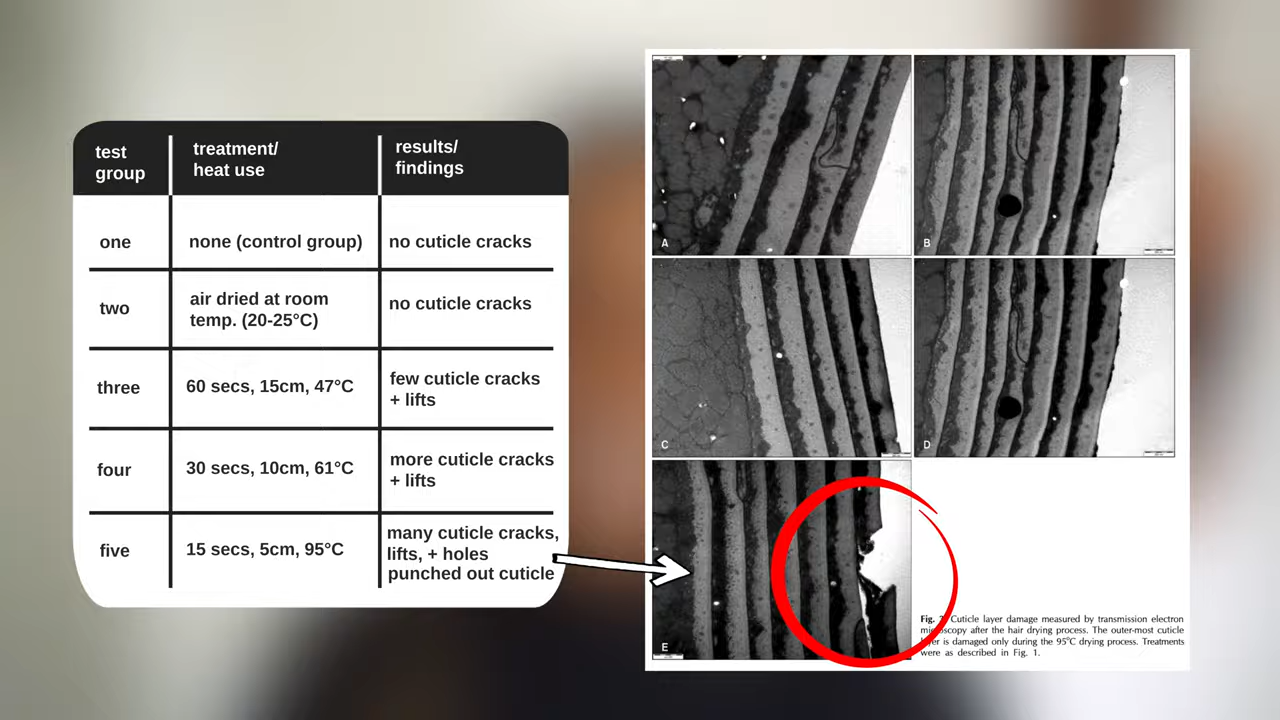 test
group
treatment/
heat use
results/
findings
one
none (control group)
no cuticle cracks
two
air dried at room
temp. (20-25°C)
no cuticle cracks
three
60 secs, 15cm, 47°C
few cuticle cracks
+ lifts
four
30 secs, 10cm, 61°C
more cuticle cracks
+ lifts
five
15 secs, 5cm, 95°C
many cuticle cracks,
lifts, + holes
punched out cuticle
A
B
C
D
E
Fig. Cuticle layer damage measured by transmission electron
microscopy after the hair drying process. The outer-most cuticle
layer is damaged only during the 95°C drying process. Treatments
were as described in Fig. 1.